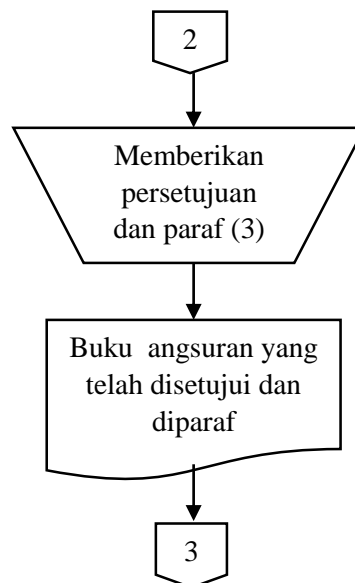 2
Memberikan
persetujuan
dan paraf (3)
Buku angsuran yang
telah disetujui dan
diparaf
3